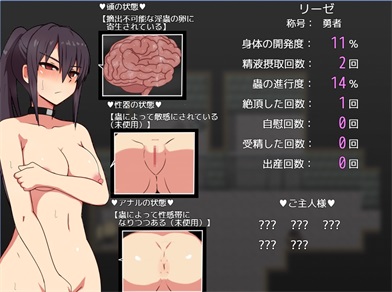 ♥頭の状態♥
【摘出不可能な淫蟲の卵に
寄生されている】
♥性器の状態♥
【蟲によって敏感にされている
（未使用）】
♥アナルの状態♥
【蟲によって性感帯に
なりつつある（未使用）】
リーゼ
称号： 勇者
身体の開発度： 11 %
精液摂取回数： 2 回
蟲の進行度： 14 %
絶頂した回数： 1 回
自慰回数： 0 回
受精した回数： 0 回
出産回数： 0 回
♥ご主人様♥
??? ??? ???
??? ???